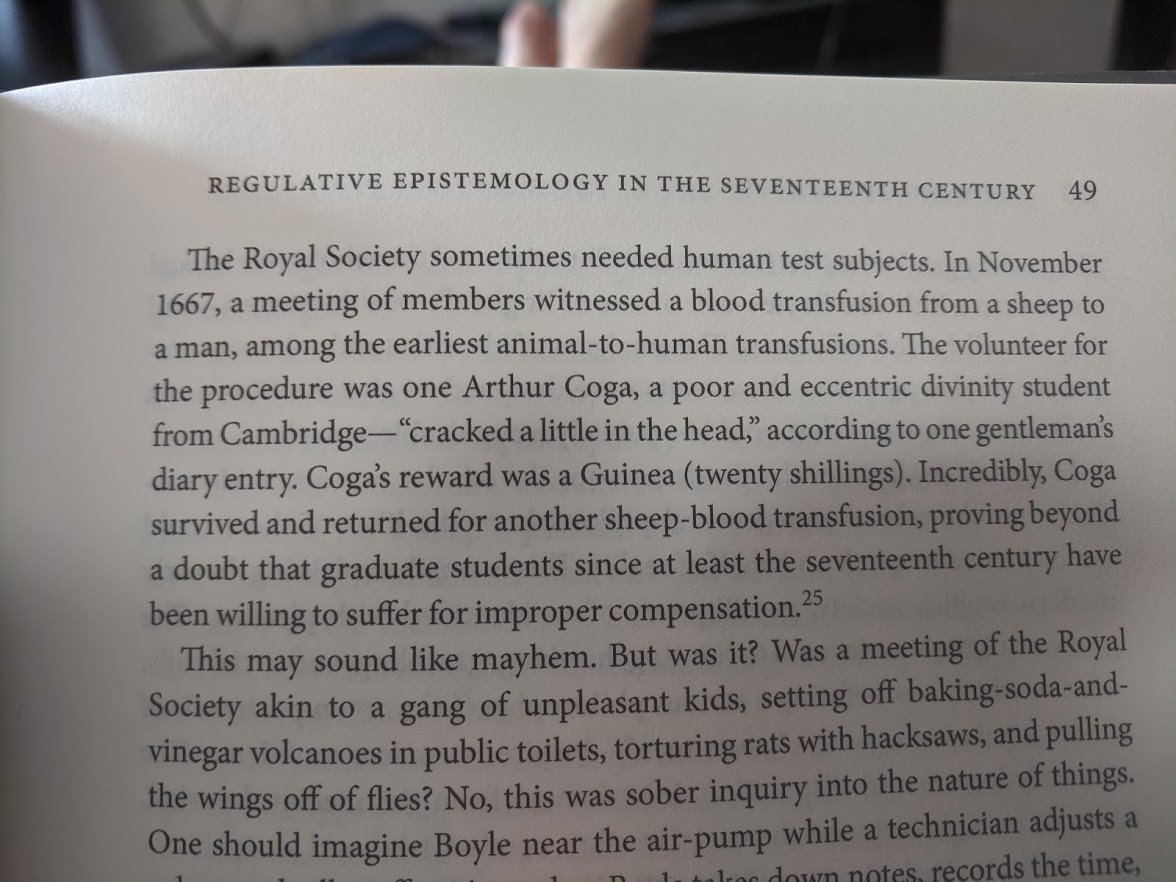 REGULATIVE EPISTEMOLOGY IN THE SEVENTEENTH CENTURY 49
The Royal Society sometimes needed human test subjects. In November
1667, a meeting of members witnessed a blood transfusion from a sheep to
a man, among the earliest animal-to-human transfusions. The volunteer for
the procedure was one Arthur Coga, a poor and eccentric divinity student
from Cambridge—“cracked a little in the head,” according to one gentleman’s
diary entry. Coga’s reward was a Guinea (twenty shillings). Incredibly, Coga
survived and returned for another sheep-blood transfusion, proving beyond
a doubt that graduate students since at least the seventeenth century have
been willing to suffer for improper compensation.25
This may sound like mayhem. But was it? Was a meeting of the Royal
Society akin to a gang of unpleasant kids, setting off baking-soda-and-
vinegar volcanoes in public toilets, torturing rats with hacksaws, and pulling
the wings off of flies? No, this was sober inquiry into the nature of things.
One should imagine Boyle near the air-pump while a technician adjusts a
takes down notes, records the time,